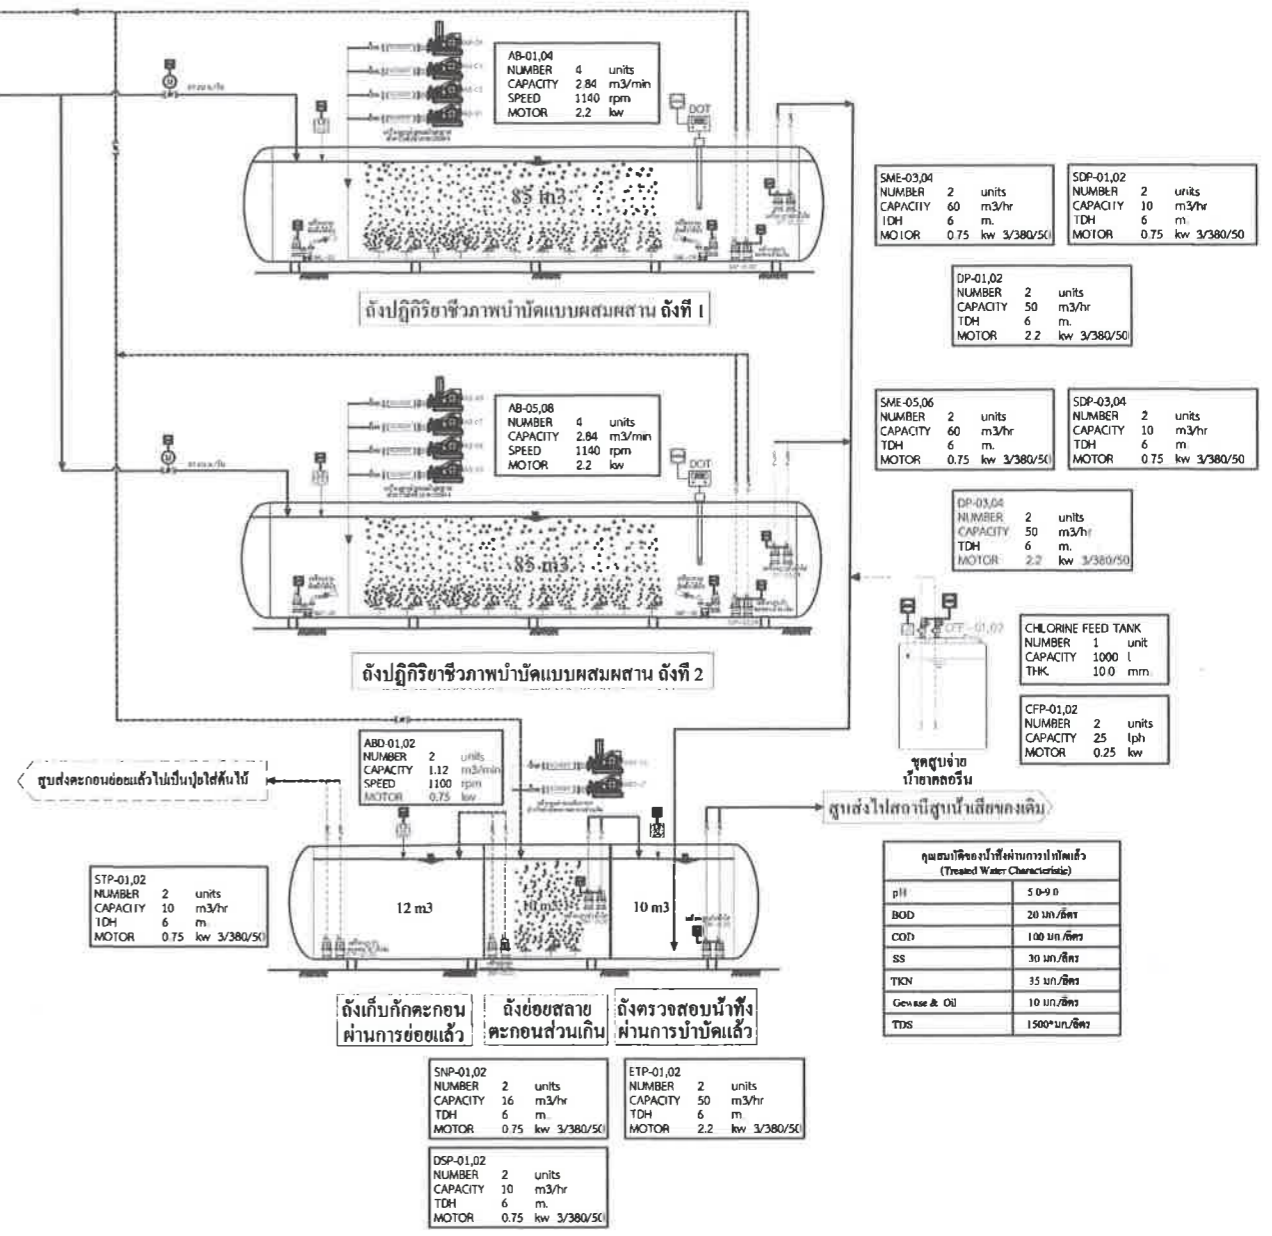 AB-01,04
NUMBER 4 units
CAPACITY 2.84 m3/min
SPEED 1140 rpm
MOTOR 2.2 kw
DOT
85 m3
ถังปฏิกิริยาชีวภาพบำบัดแบบผสมผสาน ถังที่ 1
SME-03,04
NUMBER 2 units
CAPACITY 60 m3/hr
TDH 6 m.
MOTOR 0.75 kw 3/380/50
SDP-01,02
NUMBER 2 units
CAPACITY 10 m3/hr
TDH 6 m
MOTOR 0.75 kw 3/380/50
DP-01,02
NUMBER 2 units
CAPACITY 50 m3/hr
TDH 6 m.
MOTOR 2.2 kw 3/380/50
AB-05,08
NUMBER 4 units
CAPACITY 2.84 m3/min
SPEED 1140 rpm
MOTOR 2.2 kw
DOT
85 m3
ถังปฏิกิริยาชีวภาพบำบัดแบบผสมผสาน ถังที่ 2
SME-05,06
NUMBER 2 units
CAPACITY 60 m3/hr
TDH 6 m.
MOTOR 0.75 kw 3/380/50
SDP-03,04
NUMBER 2 units
CAPACITY 10 m3/hr
TDH 6 m
MOTOR 0.75 kw 3/380/50
DP-03,04
NUMBER 2 units
CAPACITY 50 m3/hr
TDH 6 m.
MOTOR 2.2 kw 3/380/50
CFP-01,02
CHLORINE FEED TANK
NUMBER 1 unit
CAPACITY 1000 l
THK. 10.0 mm
CFP-01,02
NUMBER 2 units
CAPACITY 25 lph
MOTOR 0.25 kw
ชุดสูบจ่าย
น้ำยาคลอรีน
ABD-01,02
NUMBER 2 units
CAPACITY 1.12 m3/min
SPEED 1100 rpm
MOTOR 0.75 kw
สูบส่งตะกอนย่อยแล้วไปเป็นปุ๋ยใส่ต้นไม้
สูบส่งไปสถานีสูบน้ำเสียของเดิม
STP-01,02
NUMBER 2 units
CAPACITY 10 m3/hr
TDH 6 m
MOTOR 0.75 kw 3/380/50
12 m3
10 m3
10 m3
ถังเก็บกักตะกอน
ผ่านการย่อยแล้ว
ถังย่อยสลาย
ตะกอนส่วนเกิน
ถังตรวจสอบน้ำทิ้ง
ผ่านการบำบัดแล้ว
คุณสมบัติของน้ำทิ้งผ่านการบำบัดแล้ว
(Treated Water Characteristic)
pH 5.0-9.0
BOD 20 มก./ลิตร
COD 100 มก./ลิตร
SS 30 มก./ลิตร
TKN 35 มก./ลิตร
Grease & Oil 10 มก./ลิตร
TDS 1500* มก./ลิตร
SNP-01,02
NUMBER 2 units
CAPACITY 16 m3/hr
TDH 6 m.
MOTOR 0.75 kw 3/380/50
ETP-01,02
NUMBER 2 units
CAPACITY 50 m3/hr
TDH 6 m
MOTOR 2.2 kw 3/380/50
DSP-01,02
NUMBER 2 units
CAPACITY 10 m3/hr
TDH 6 m.
MOTOR 0.75 kw 3/380/50